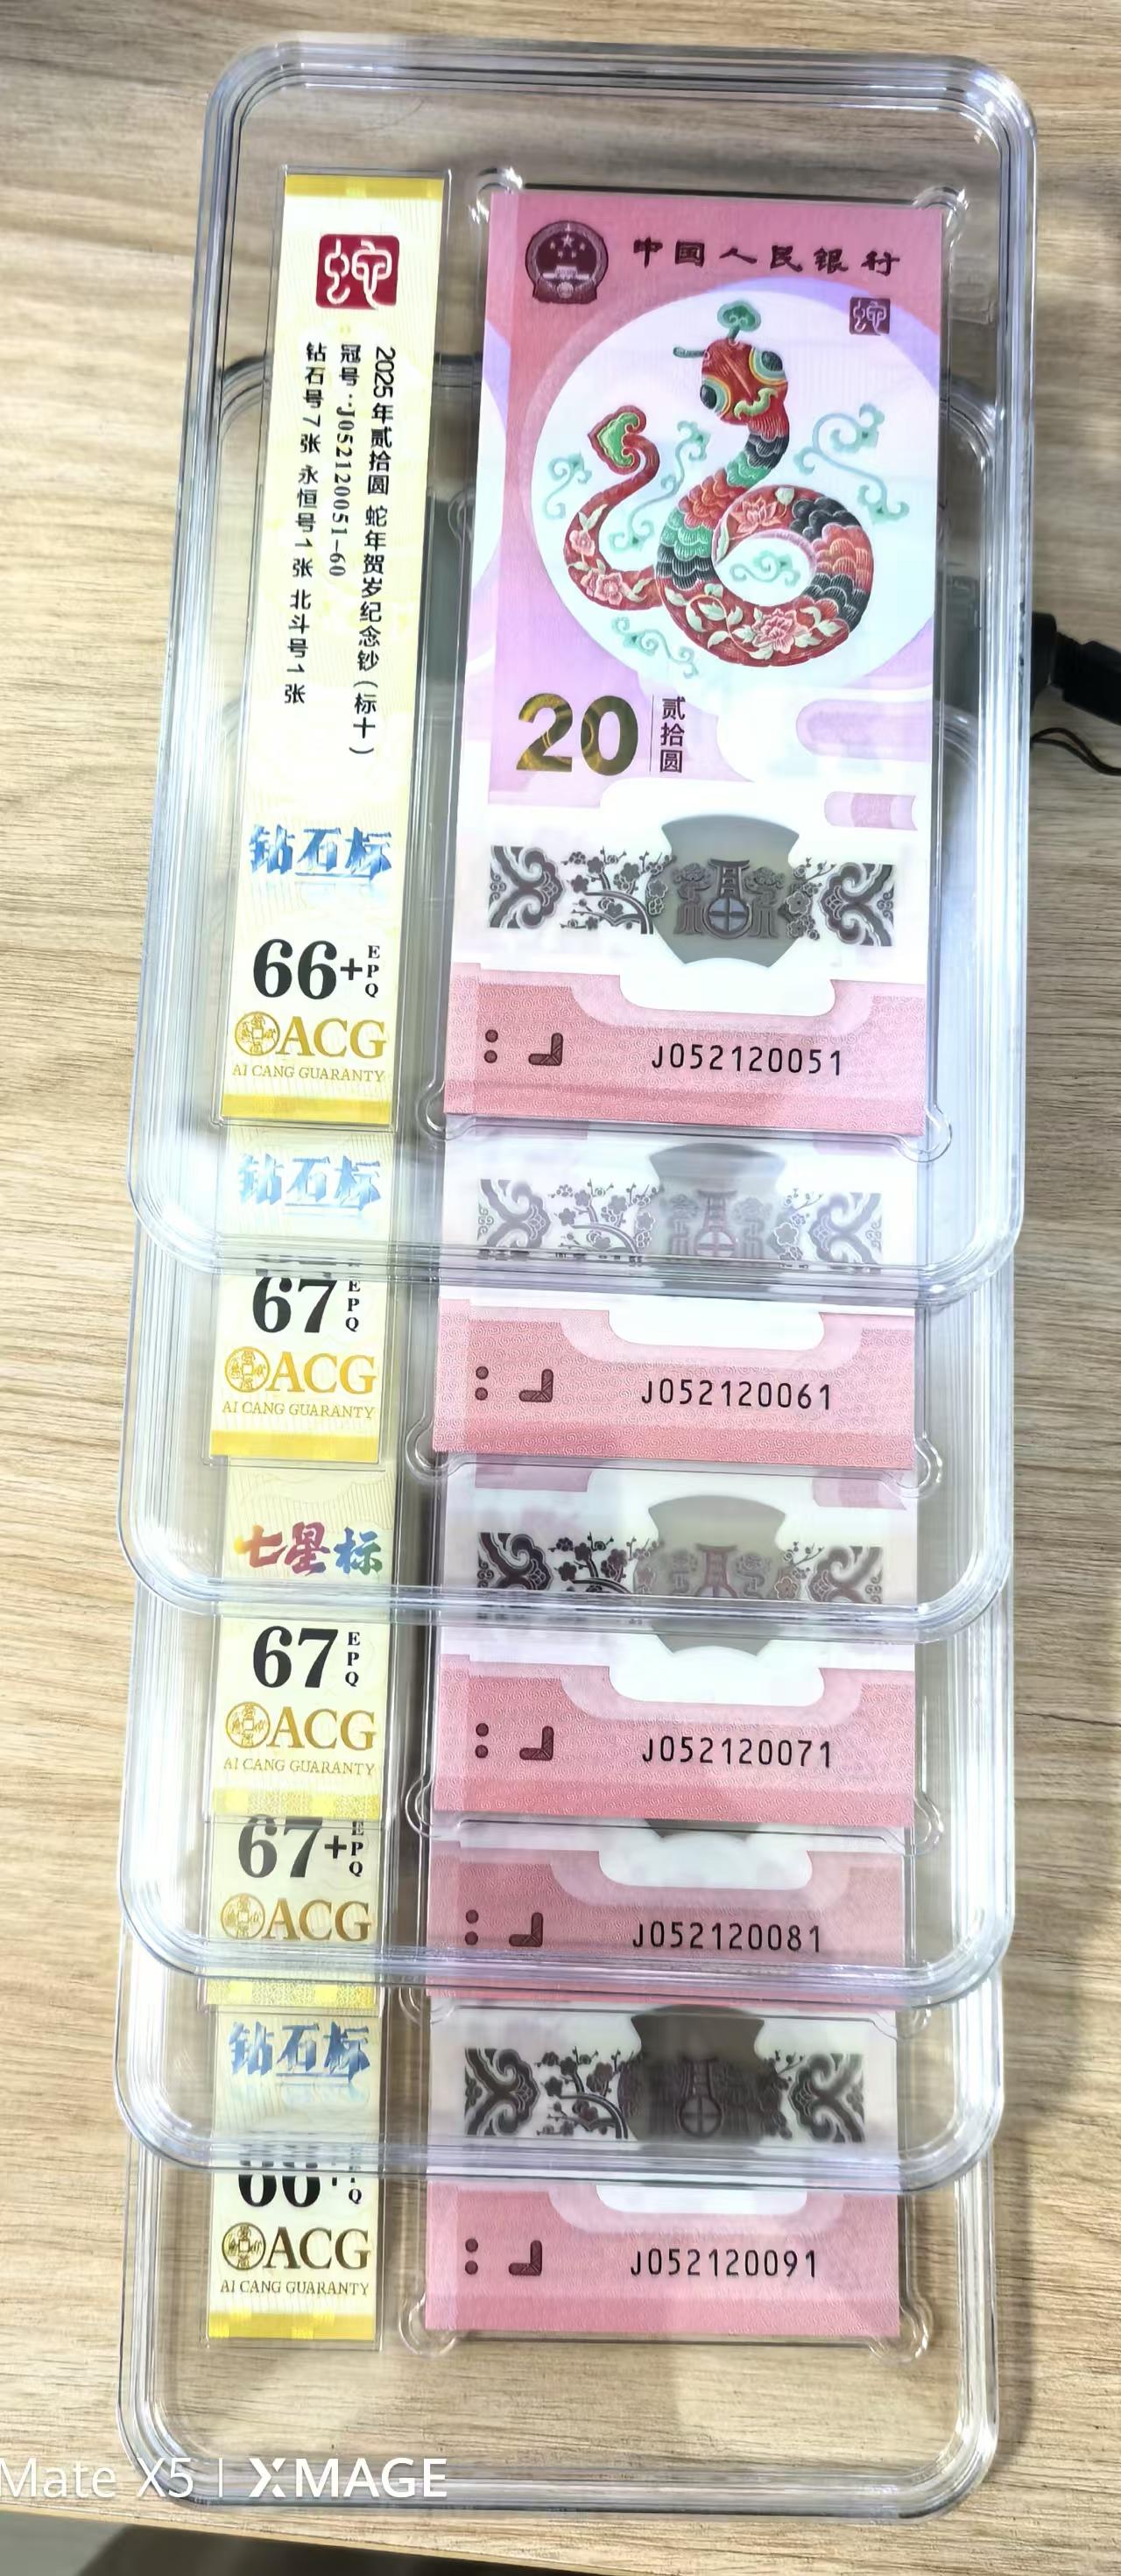 蛇
2025年贰拾圆 蛇年贺岁纪念钞(标十)
冠号:J052120051-60
钻石号7张 永恒号1张 北斗号1张
钻石标
66+
EPQ
ACG
AI CANG GUARANTY
中国人民银行
蛇
20
贰拾圆
J052120051
钻石标
67
EPQ
ACG
AI CANG GUARANTY
J052120061
七星标
67
EPQ
ACG
AI CANG GUARANTY
J052120071
67+
EPQ
ACG
J052120081
钻石标
ACG
AI CANG GUARANTY
J052120091
Mate X5 | XMAGE